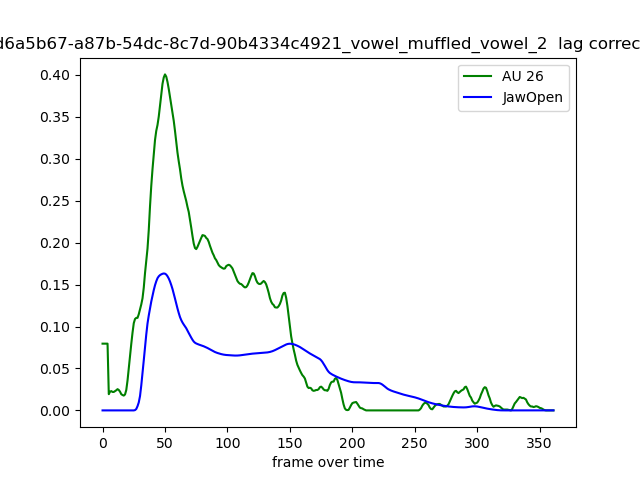 d6a5b67-a87b-54dc-8c7d-90b4334c4921_vowel_muffled_vowel_2 lag correc
AU 26
JawOpen
0.40
0.35
0.30
0.25
0.20
0.15
0.10
0.05
0.00
0 50 100 150 200 250 300 350
frame over time